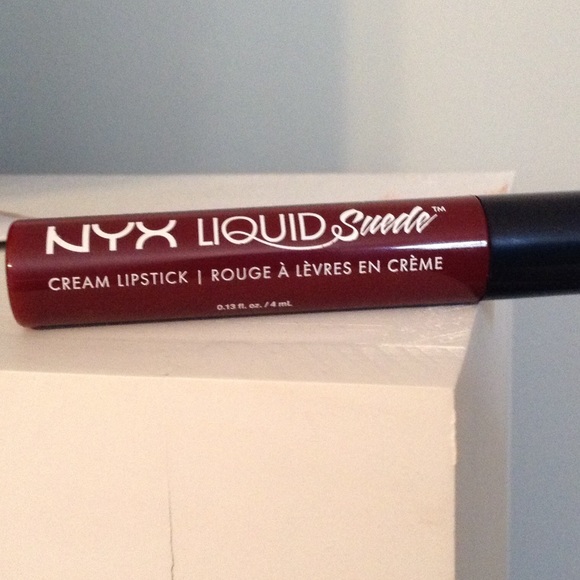 NYX LIQUID Suede™
CREAM LIPSTICK | ROUGE À LÈVRES EN CRÈME
0.13 fl. oz. / 4 mL